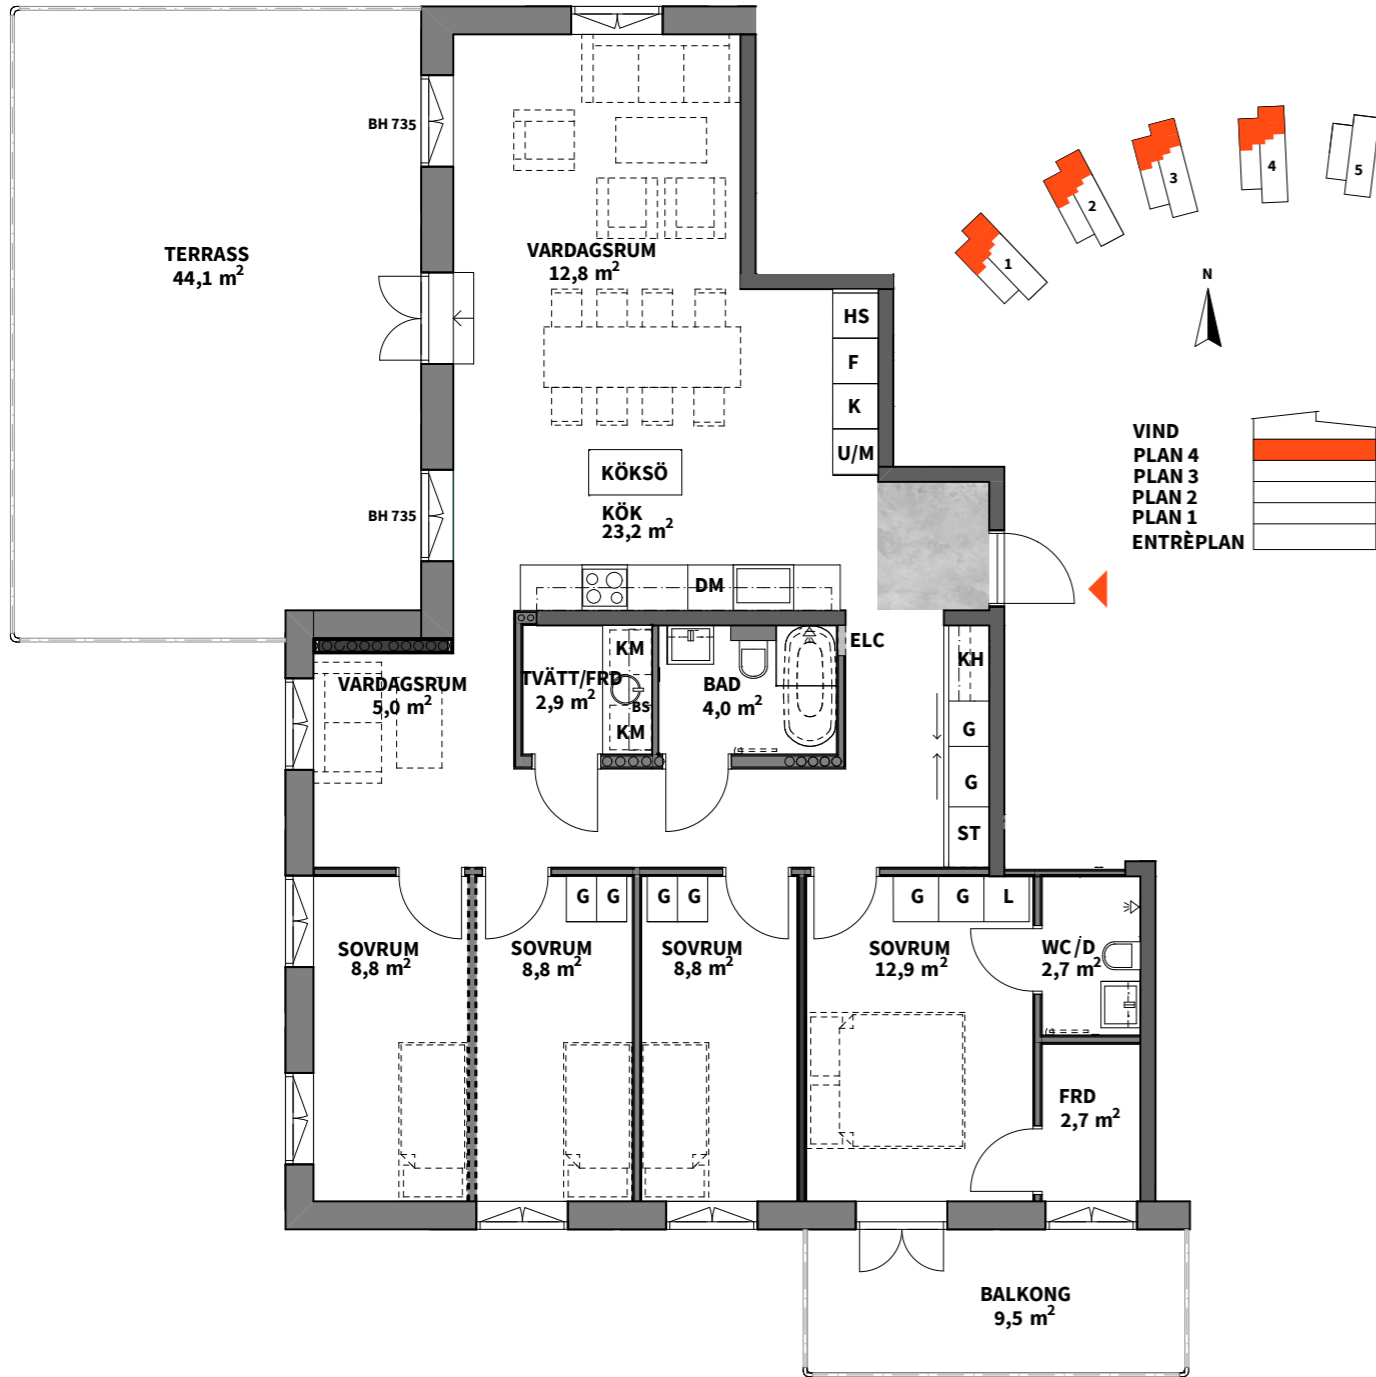 BH 735
TERRASS
44,1 m²
VARDAGSRUM
12,8 m²
HS
F
K
U/M
KÖKSÖ
KÖK
23,2 m²
BH 735
DM
ELC
1
2
3
4
5
N
VIND
PLAN 4
PLAN 3
PLAN 2
PLAN 1
ENTRÈPLAN
VARDAGSRUM
5,0 m²
TVÄTT/FRD
2,9 m²
KM
BS
KM
BAD
4,0 m²
KH
G
G
ST
SOVRUM
8,8 m²
G G
SOVRUM
8,8 m²
G G
SOVRUM
8,8 m²
G G L
SOVRUM
12,9 m²
WC/D
2,7 m²
FRD
2,7 m²
BALKONG
9,5 m²